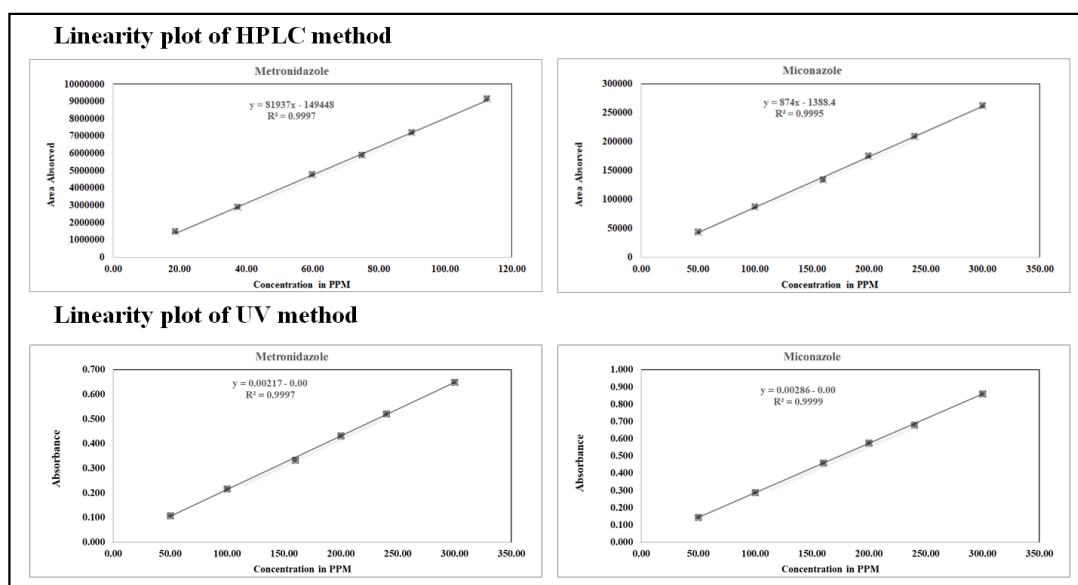 Linearity plot of HPLC method
Metronidazole
y = 81937x - 149448
R² = 0.9997
Area Absorved
10000000
9000000
8000000
7000000
6000000
5000000
4000000
3000000
2000000
1000000
0
0.00 20.00 40.00 60.00 80.00 100.00 120.00
Concentration in PPM
Miconazole
y = 874x - 1388.4
R² = 0.9995
Area Absorved
300000
250000
200000
150000
100000
50000
0
0.00 50.00 100.00 150.00 200.00 250.00 300.00 350.00
Concentration in PPM
Linearity plot of UV method
Metronidazole
y = 0.00217 - 0.00
R² = 0.9997
Absorbance
0.700
0.600
0.500
0.400
0.300
0.200
0.100
0.000
0.00 50.00 100.00 150.00 200.00 250.00 300.00 350.00
Concentration in PPM
Miconazole
y = 0.00286 - 0.00
R² = 0.9999
Absorbance
1.000
0.900
0.800
0.700
0.600
0.500
0.400
0.300
0.200
0.100
0.000
0.00 50.00 100.00 150.00 200.00 250.00 300.00 350.00
Concentration in PPM